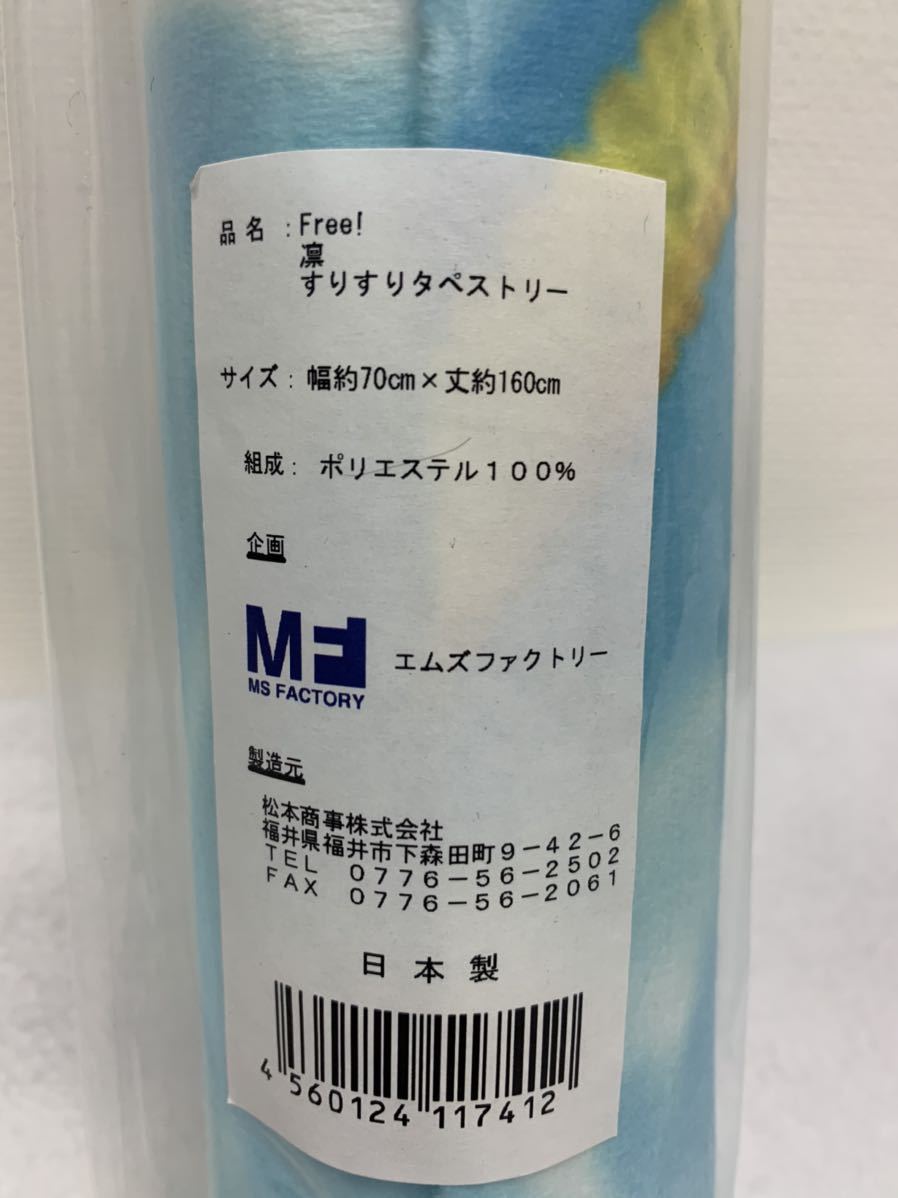 品名：Free!
凛
すりすりタペストリー
サイズ：幅約70cm×丈約160cm
組成：ポリエステル１００％
企画
MF
MS FACTORY
エムズファクトリー
製造元
松本商事株式会社
福井県福井市下森田町９－４２－６
ＴＥＬ　０７７６－５６－２５０２
ＦＡＸ　０７７６－５６－２０６１
日本製
4 560124 117412